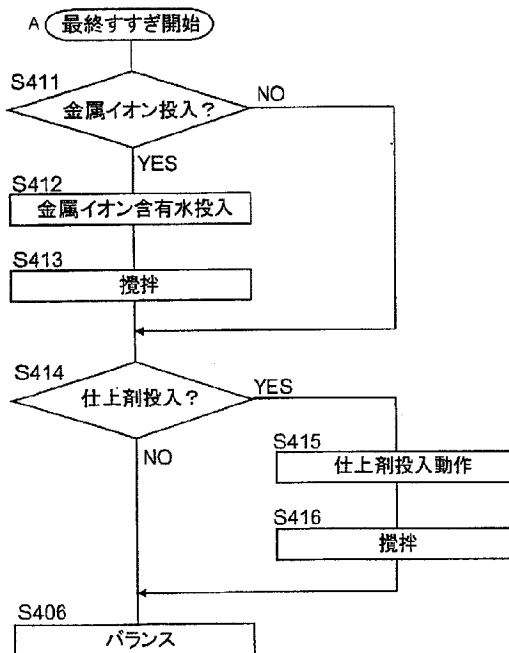 A 最終すすぎ開始
S411
金属イオン投入?
NO
YES
S412
金属イオン含有水投入
S413
攪拌
S414
仕上剤投入?
YES
NO
S415
仕上剤投入動作
S416
攪拌
S406
バランス